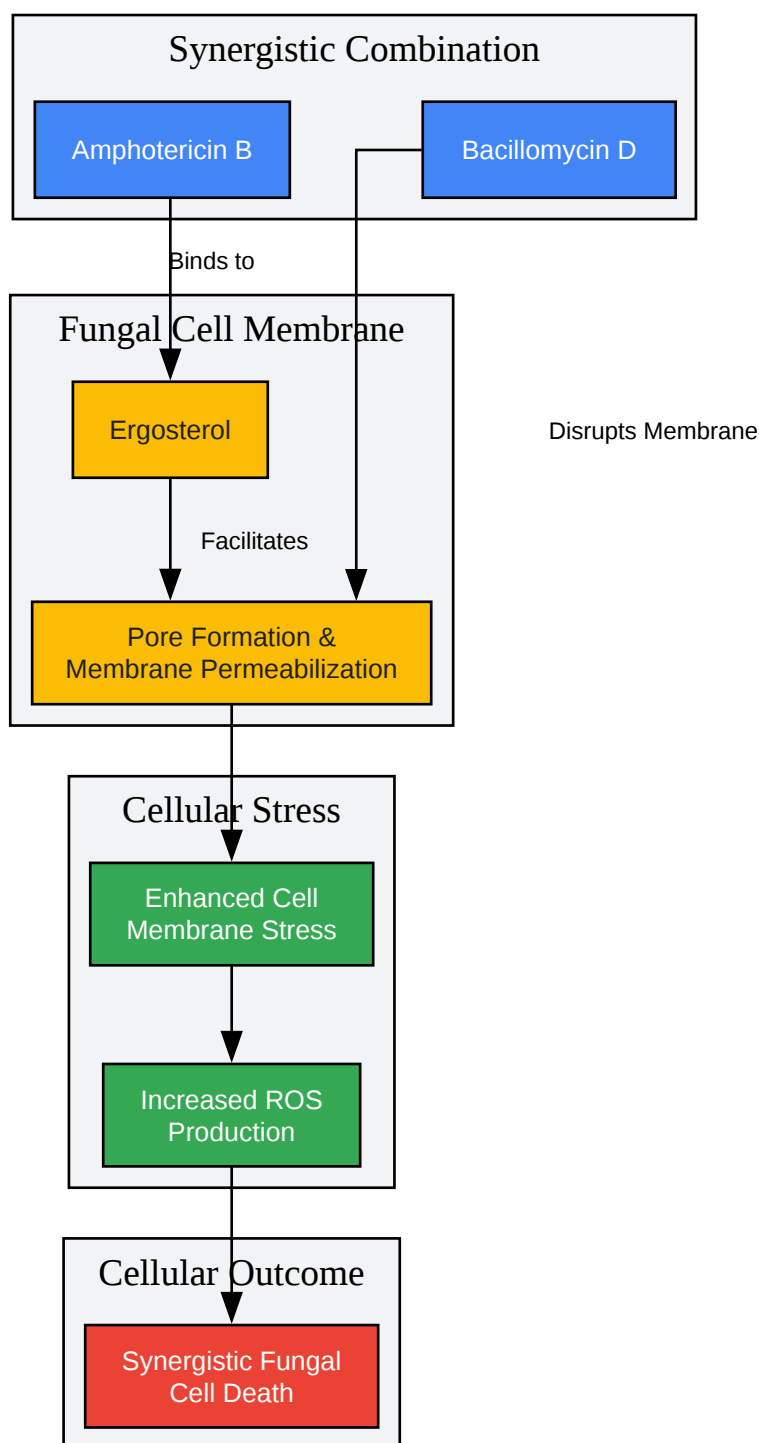 Synergistic Combination
Amphotericin B
Bacillomycin D
Binds to
Fungal Cell Membrane
Ergosterol
Disrupts Membrane
Facilitates
Pore Formation &
Membrane Permeabilization
Cellular Stress
Enhanced Cell
Membrane Stress
Increased ROS
Production
Cellular Outcome
Synergistic Fungal
Cell Death